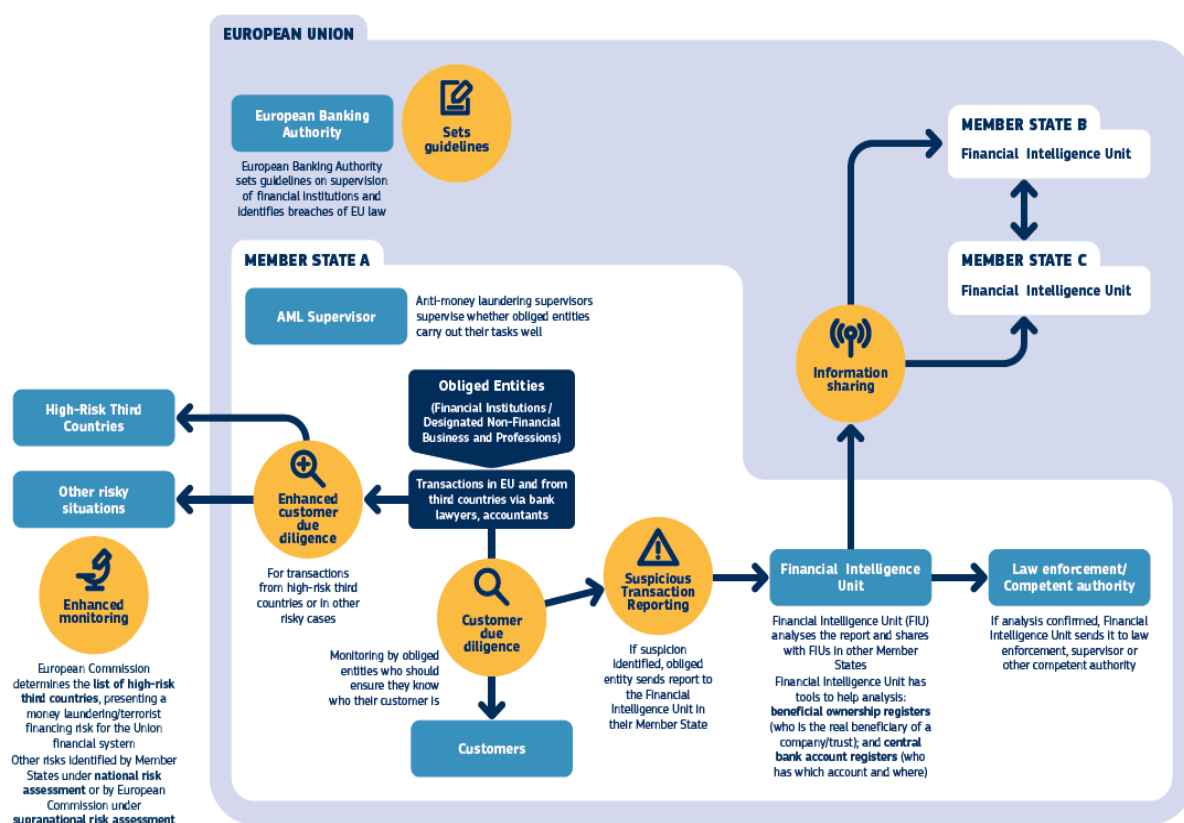 EUROPEAN UNION
European Banking
Authority
Sets
guidelines
European Banking Authority
sets guidelines on supervision
of financial institutions and
identifies breaches of EU law
MEMBER STATE B
Financial Intelligence Unit
MEMBER STATE C
Financial Intelligence Unit
Information
sharing
MEMBER STATE A
AML Supervisor
Anti-money laundering supervisors
supervise whether obliged entities
carry out their tasks well
Obliged Entities
(Financial Institutions /
Designated Non-Financial
Business and Professions)
Transactions in EU and from
third countries via bank
lawyers, accountants
High-Risk Third
Countries
Other risky
situations
Enhanced
customer
due
diligence
For transactions
from high-risk third
countries or in other
risky cases
Enhanced
monitoring
European Commission
determines the list of high-risk
third countries, presenting a
money laundering/terrorist
financing risk for the Union
financial system
Other risks identified by Member
States under national risk
assessment or by European
Commission under
supranational risk assessment
Customer
due
diligence
Monitoring by obliged
entities who should
ensure they know
who their customer is
Customers
Suspicious
Transaction
Reporting
If suspicion
identified, obliged
entity sends report to
the Financial
Intelligence Unit in
their Member State
Financial Intelligence
Unit
Financial Intelligence Unit (FIU)
analyses the report and shares
with FIUs in other Member
States
Financial Intelligence Unit has
tools to help analysis:
beneficial ownership registers
(who is the real beneficiary of a
company/trust); and central
bank account registers (who
has which account and where)
Law enforcement/
Competent authority
If analysis confirmed, Financial
Intelligence Unit sends it to law
enforcement, supervisor or
other competent authority